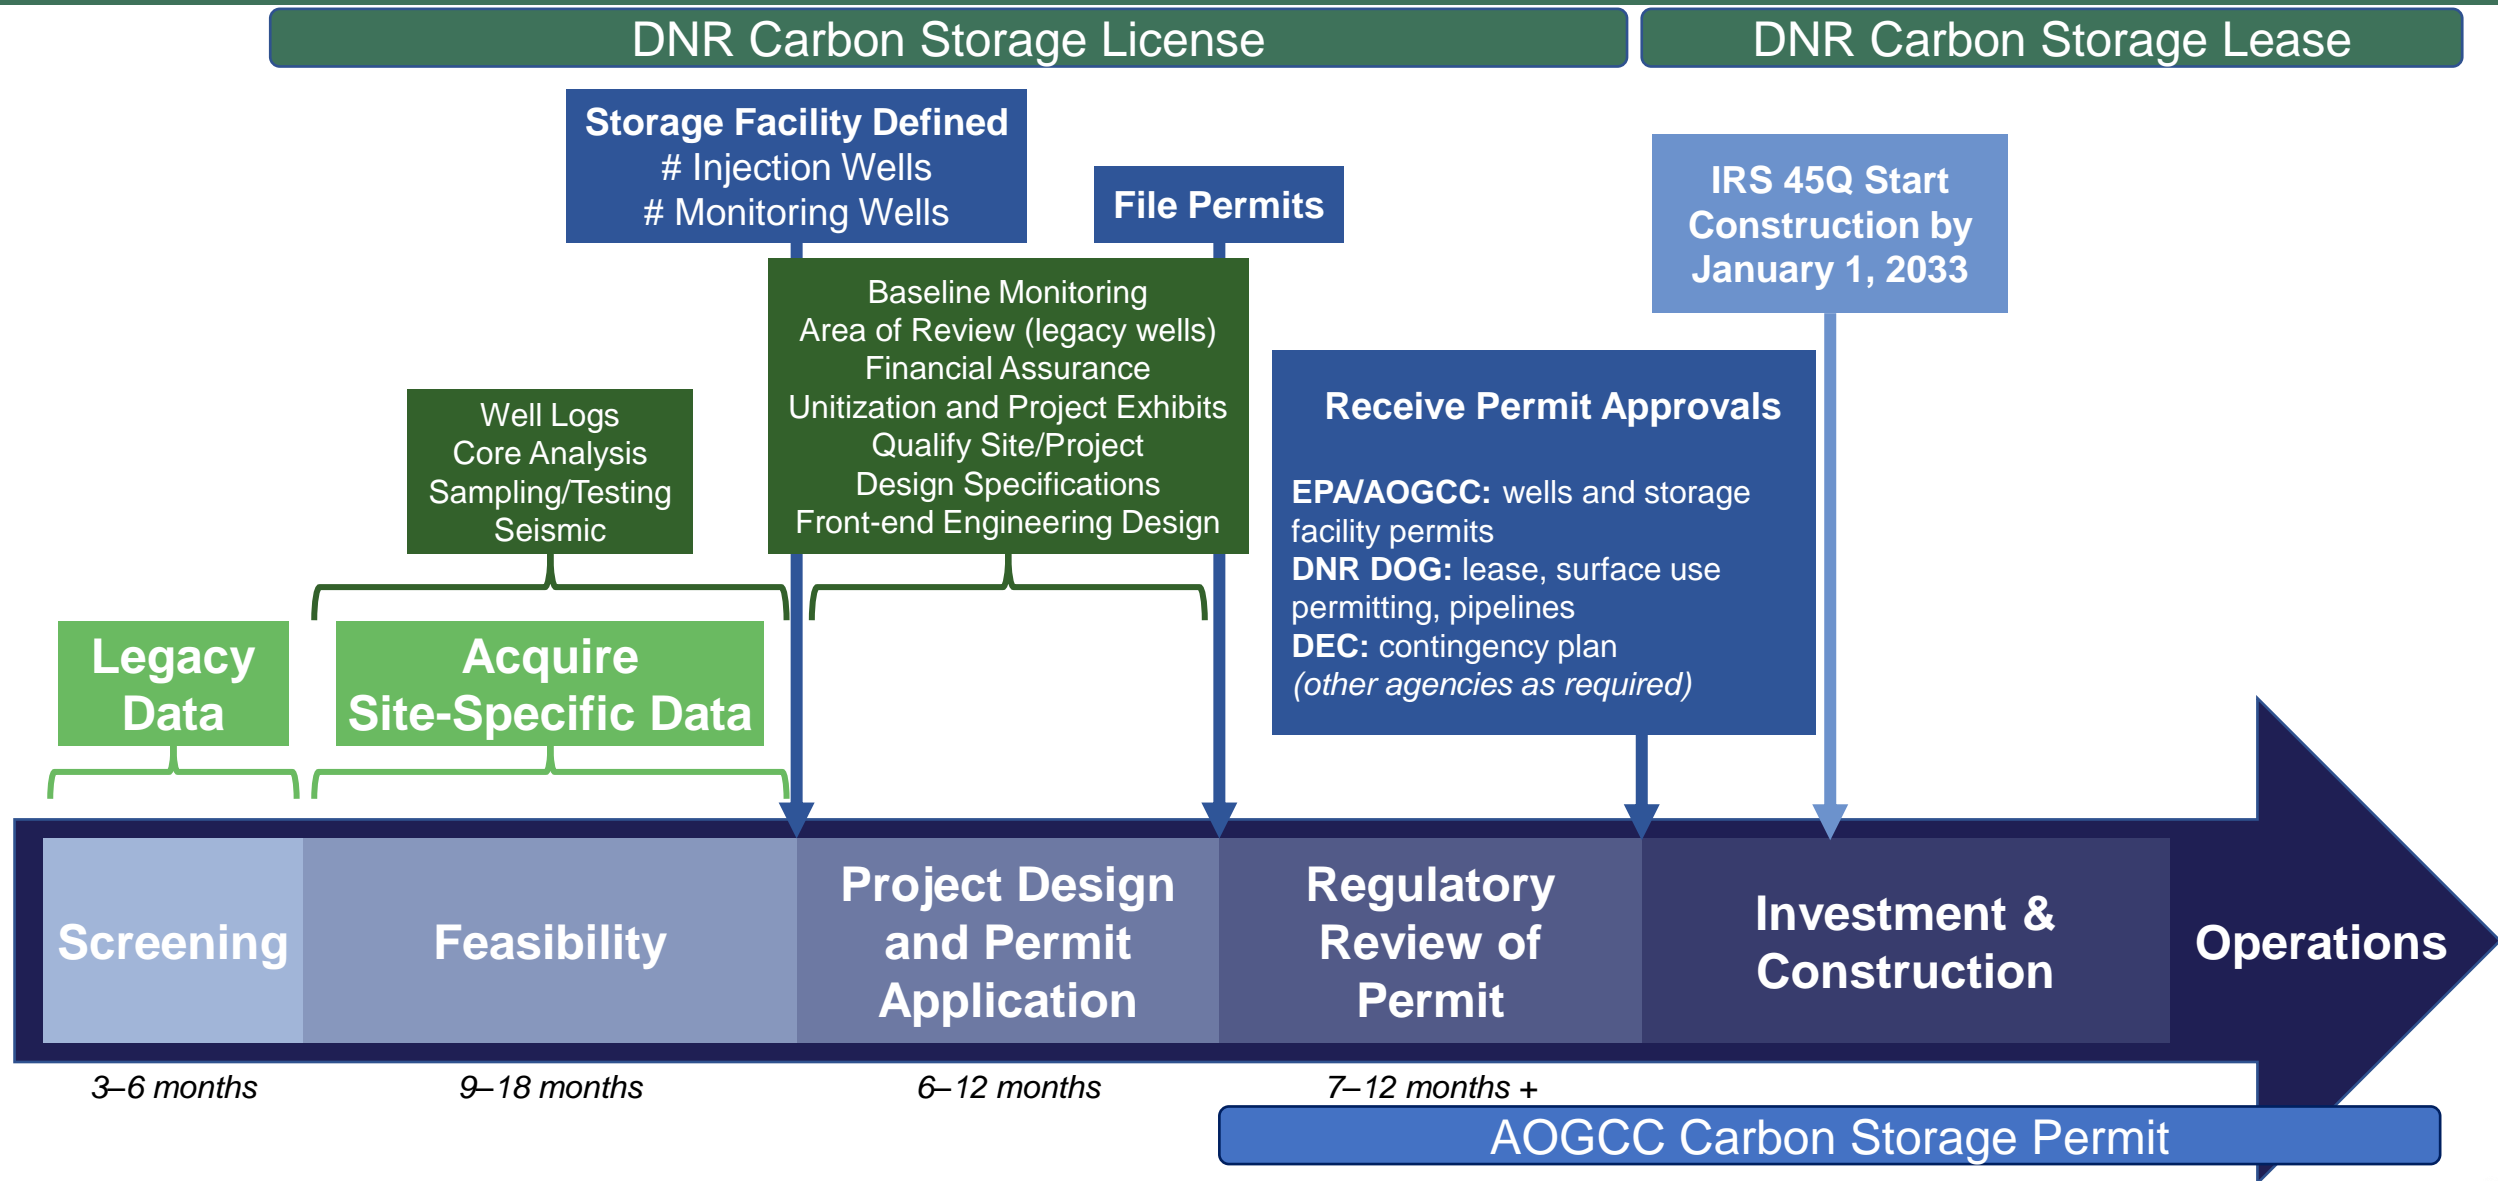 DNR Carbon Storage License
DNR Carbon Storage Lease
Storage Facility Defined
# Injection Wells
# Monitoring Wells
File Permits
IRS 45Q Start
Construction by
January 1, 2033
Baseline Monitoring
Area of Review (legacy wells)
Financial Assurance
Unitization and Project Exhibits
Qualify Site/Project
Design Specifications
Front-end Engineering Design
Receive Permit Approvals
EPA/AOGCC: wells and storage
facility permits
DNR DOG: lease, surface use
permitting, pipelines
DEC: contingency plan
(other agencies as required)
Well Logs
Core Analysis
Sampling/Testing
Seismic
Legacy
Data
Acquire
Site-Specific Data
Screening
Feasibility
Project Design
and Permit
Application
Regulatory
Review of
Permit
Investment &
Construction
Operations
3–6 months
9–18 months
6–12 months
7–12 months +
AOGCC Carbon Storage Permit